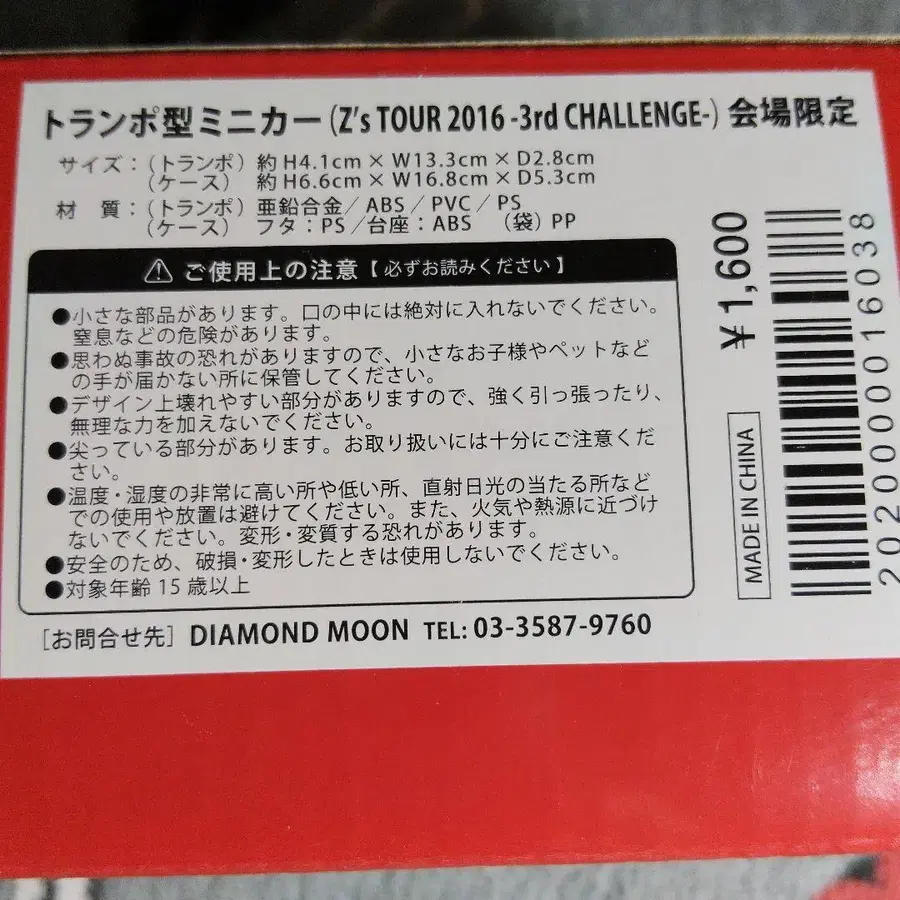 トランポ型ミニカー(Z's TOUR 2016 -3rd CHALLENGE-) 会場限定
サイズ:(トランポ) 約 H4.1cm × W13.3cm × D2.8cm
(ケース) 約 H6.6cm × W16.8cm × D5.3cm
材 質:(トランポ) 亜鉛合金/ABS/PVC/PS
(ケース) フタ:PS/台座:ABS (袋) PP
⚠ ご使用上の注意【必ずお読みください】
●小さな部品があります。口の中には絶対に入れないでください。
窒息などの危険があります。
●思わぬ事故の恐れがありますので、小さなお子様やペットなど
の手が届かない所に保管してください。
●デザイン上壊れやすい部分がありますので、強く引っ張ったり、
無理な力を加えないでください。
●尖っている部分があります。お取り扱いには十分にご注意くだ
さい。
●温度・湿度の非常に高い所や低い所、直射日光の当たる所など
での使用や放置は避けてください。また、火気や熱源に近づけ
ないでください。変形・変質する恐れがあります。
●安全のため、破損・変形したときは使用しないでください。
●対象年齢 15 歳以上
[お問合せ先] DIAMOND MOON TEL: 03-3587-9760
¥1,600
MADE IN CHINA
2020000016038